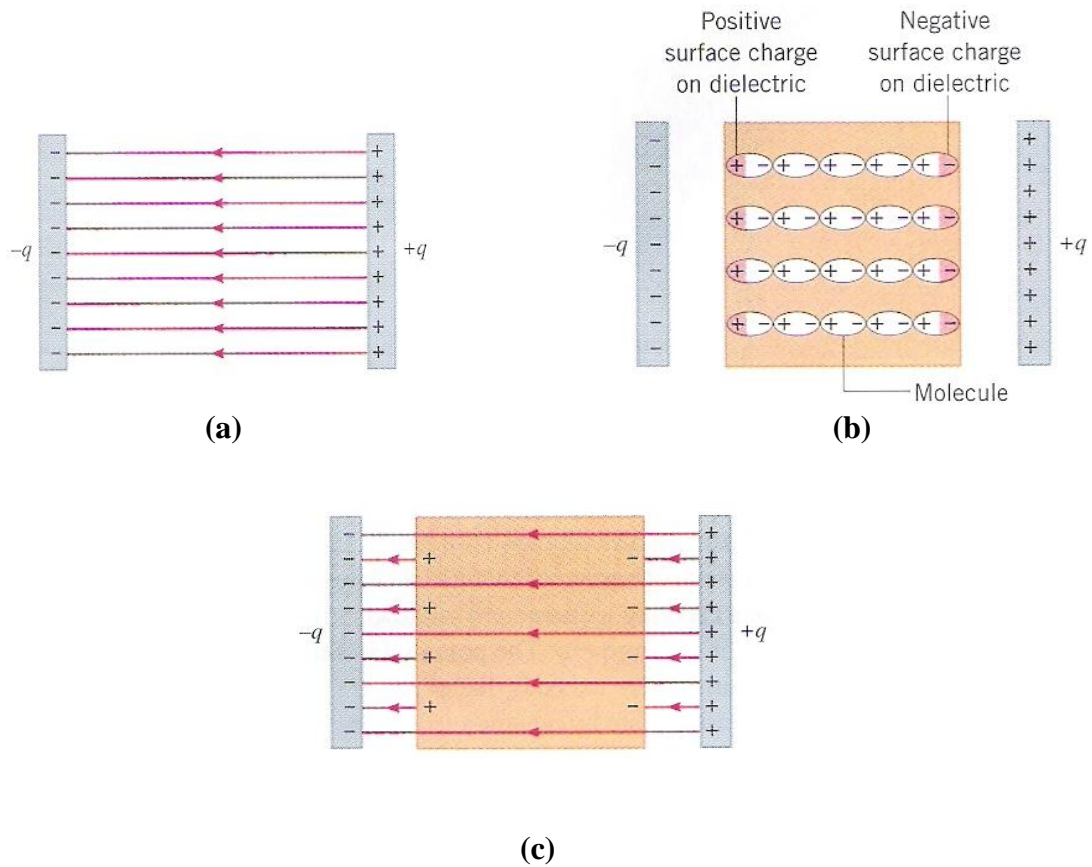 Positive
surface charge
on dielectric
Negative
surface charge
on dielectric
− + 
− +
− +
− +
−q − + +q
− +
− +
− +
− +
− +
− + − + − + − + − + − +
− +
− + − + − + − + − + − +
−q − + +q
− + − + − + − + − + − +
− +
− + − + − + − + − + − +
− +
Molecule
(a)
(b)
− +
− + − +
− +
− + − +
−q − + +q
− + − +
− +
− + − +
− +
(c)